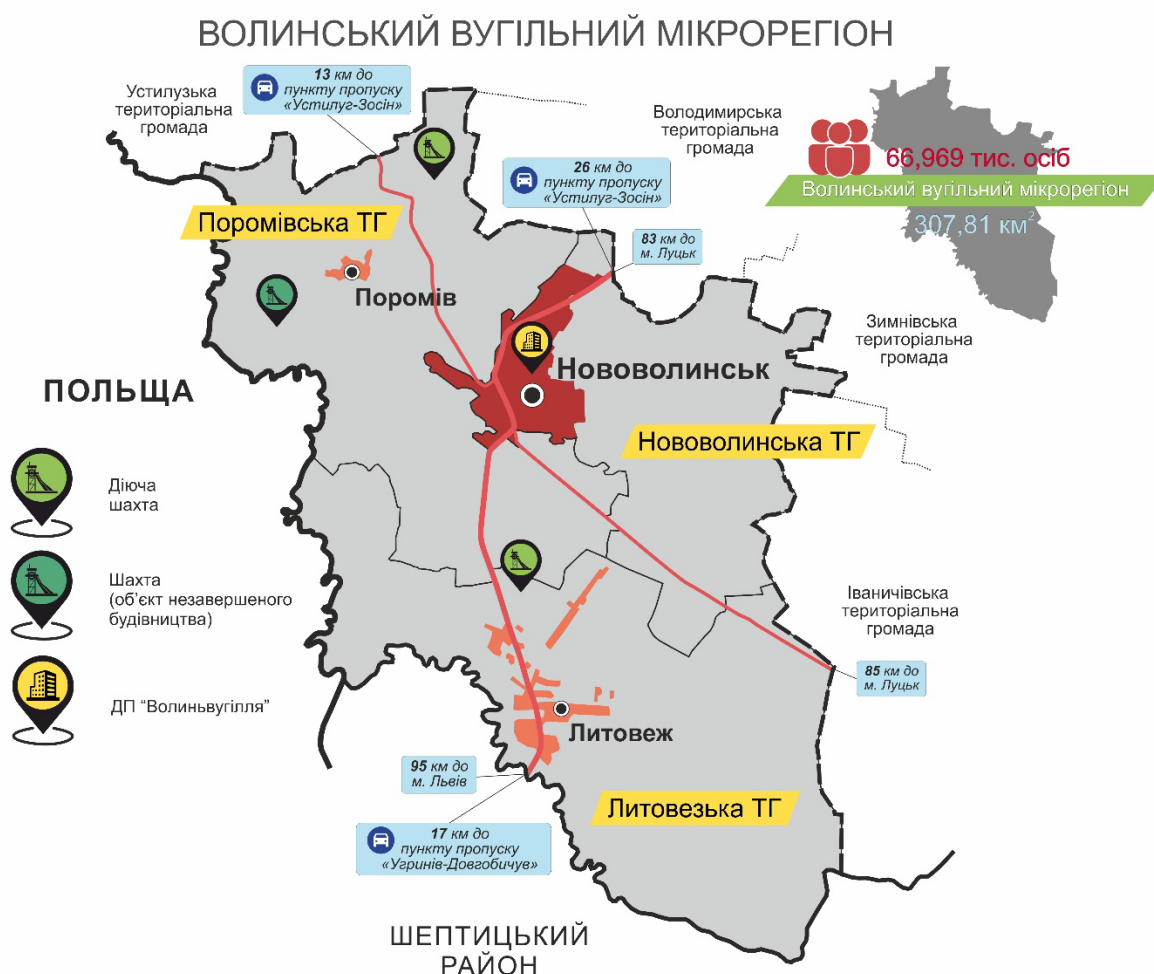 ВОЛИНСЬКИЙ ВУГІЛЬНИЙ МІКРОРЕГІОН
Устилузька
територіальна
громада
13 км до
пункту пропуску
«Устилуг-Зосін»
Володимирська
територіальна
громада
66,969 тис. осіб
Волинський вугільний мікрорегіон
307,81 км²
26 км до
пункту пропуску
«Устилуг-Зосін»
83 км до
м. Луцьк
Поромівська ТГ
Поромів
Зимнівська
територіальна
громада
Нововолинськ
ПОЛЬЩА
Нововолинська ТГ
Діюча
шахта
Шахта
(об’єкт незавершеного
будівництва)
ДП “Волиньвугілля”
Іваничівська
територіальна
громада
85 км до
м. Луцьк
Литовеж
95 км до
м. Львів
Литовезька ТГ
17 км до
пункту пропуску
«Угринів-Довгобичув»
ШЕПТИЦЬКИЙ
РАЙОН